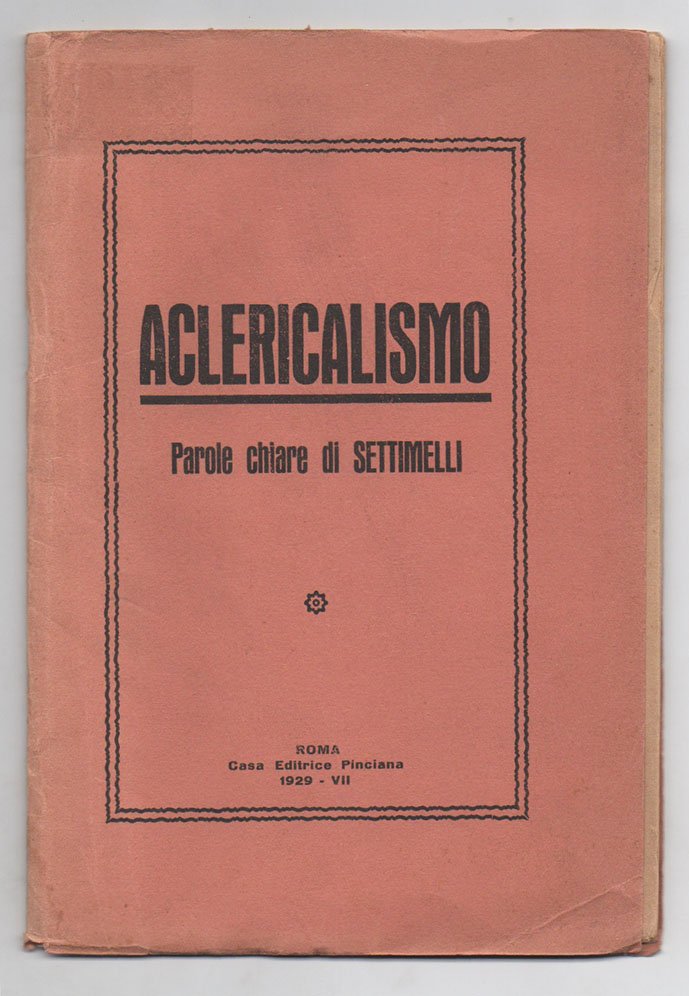 ACLERICALISMO
Parole chiare di SETTIMELLI
ROMA
Casa Editrice Pinciana
1929 - VII